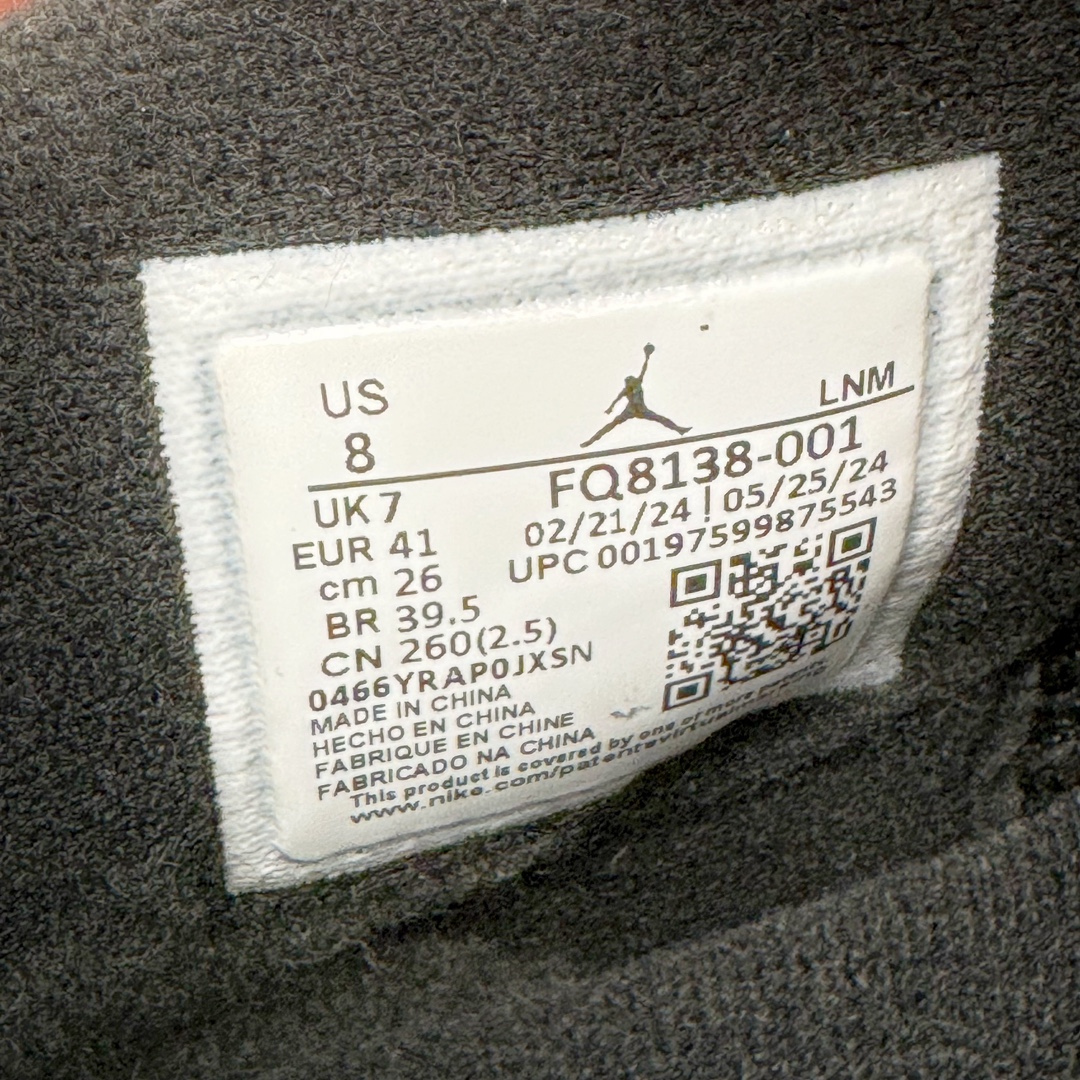 US
8
LNM
FQ8138-001
UK 7
02/21/24 | 05/25/24
EUR 41
UPC 00197599875543
cm 26
BR 39.5
CN 260(2.5)
0466YRAP0JXSN
MADE IN CHINA
HECHO EN CHINA
FABRIQUE EN CHINE
FABRICADO NA CHINA
This product is covered by one or more patents
www.nike.com/patents